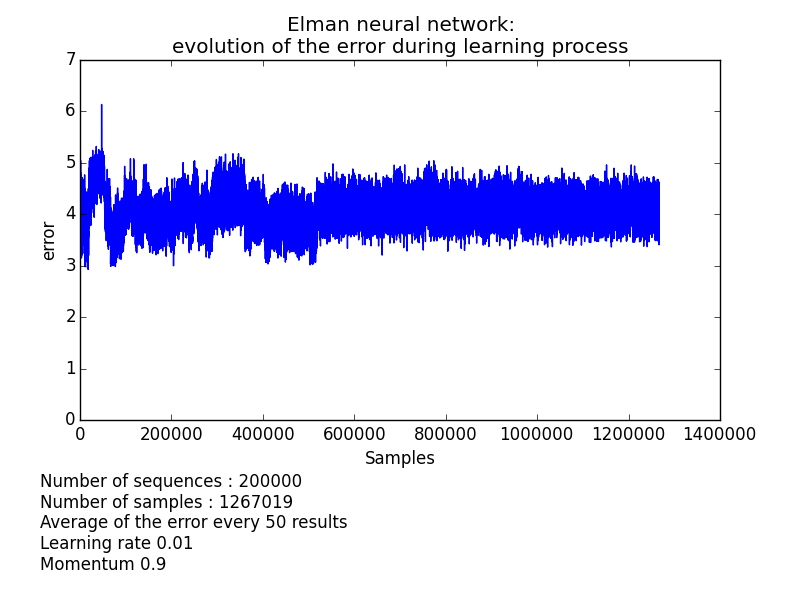 Elman neural network:
evolution of the error during learning process
7
6
5
4
3
2
1
0
error
0 200000 400000 600000 800000 1000000 1200000 1400000
Samples
Number of sequences : 200000
Number of samples : 1267019
Average of the error every 50 results
Learning rate 0.01
Momentum 0.9